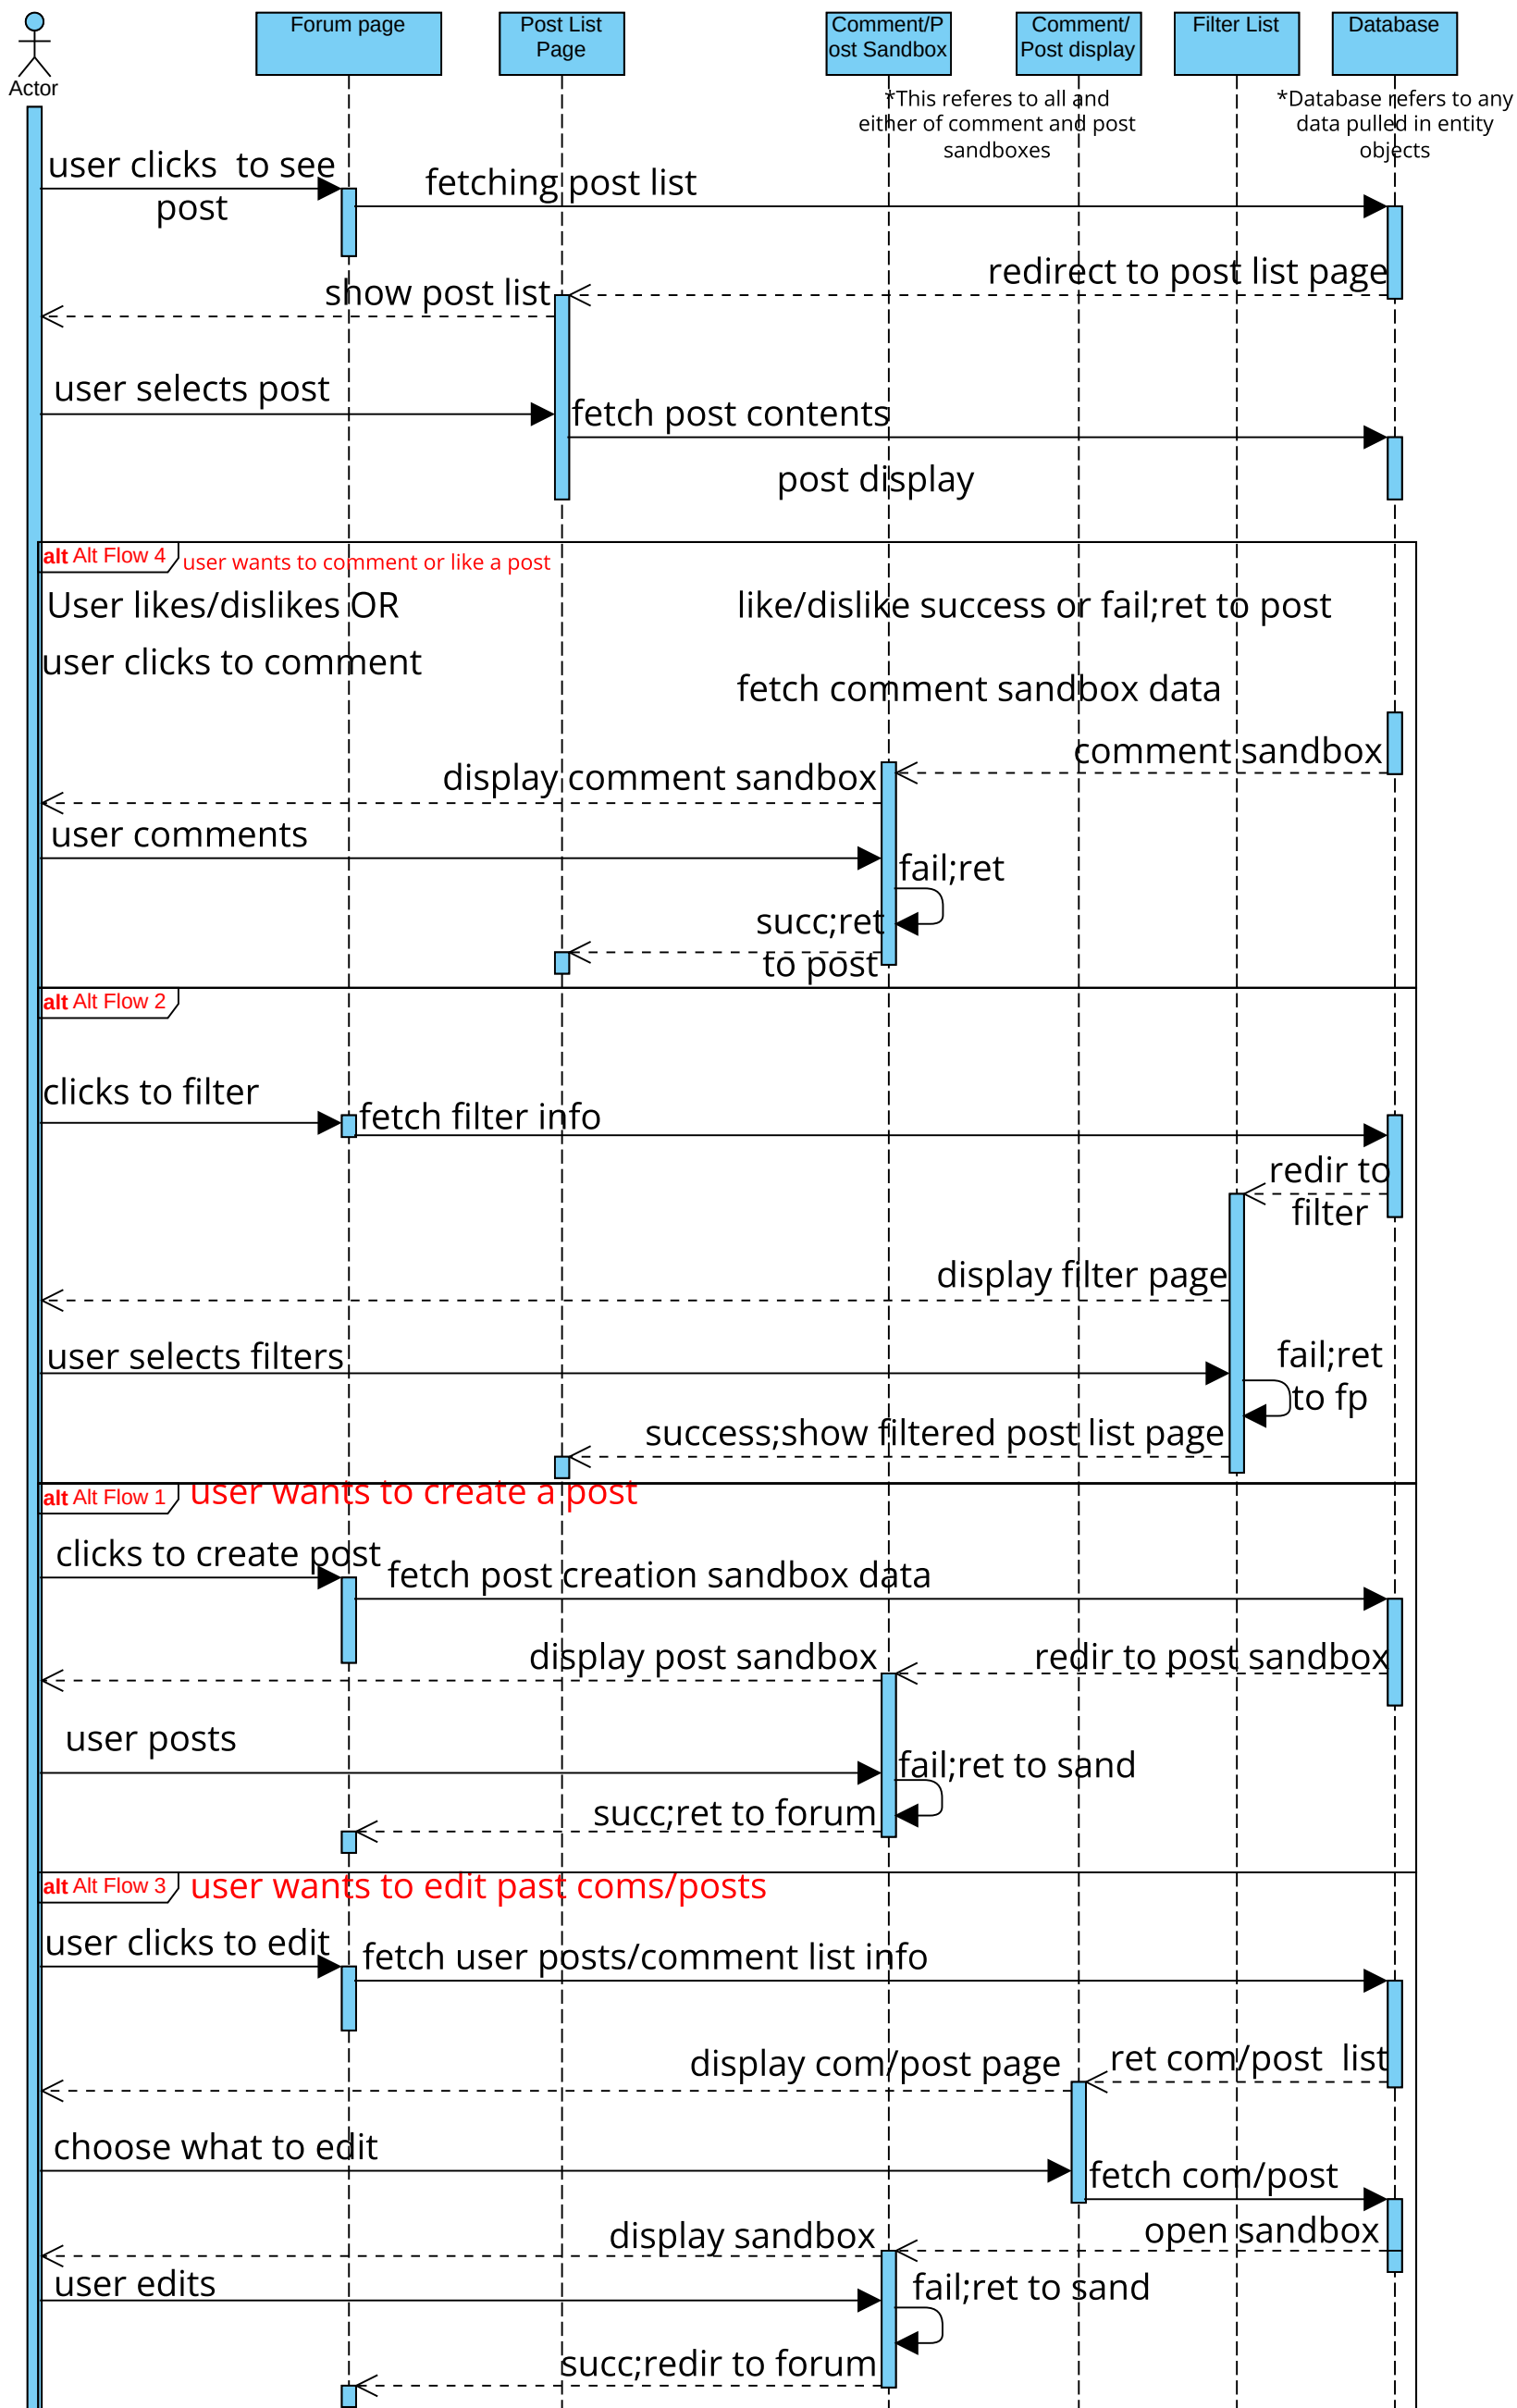 Actor
Forum page
Post List
Page
Comment/P
ost Sandbox
Comment/
Post display
Filter List
Database
*This referes to all and
either of comment and post
sandboxes
*Database refers to any
data pulled in entity
objects
user clicks  to see
post
fetching post list
redirect to post list page
show post list
user selects post
fetch post contents
post display
alt Alt Flow 4
user wants to comment or like a post
User likes/dislikes OR
like/dislike success or fail;ret to post
user clicks to comment
fetch comment sandbox data
comment sandbox
display comment sandbox
user comments
fail;ret
succ;ret
to post
alt Alt Flow 2
clicks to filter
fetch filter info
redir to
filter
display filter page
user selects filters
fail;ret
to fp
success;show filtered post list page
alt Alt Flow 1
user wants to create a post
clicks to create post
fetch post creation sandbox data
display post sandbox
redir to post sandbox
user posts
fail;ret to sand
succ;ret to forum
alt Alt Flow 3
user wants to edit past coms/posts
user clicks to edit
fetch user posts/comment list info
display com/post page
ret com/post  list
choose what to edit
fetch com/post
display sandbox
open sandbox
user edits
fail;ret to sand
succ;redir to forum